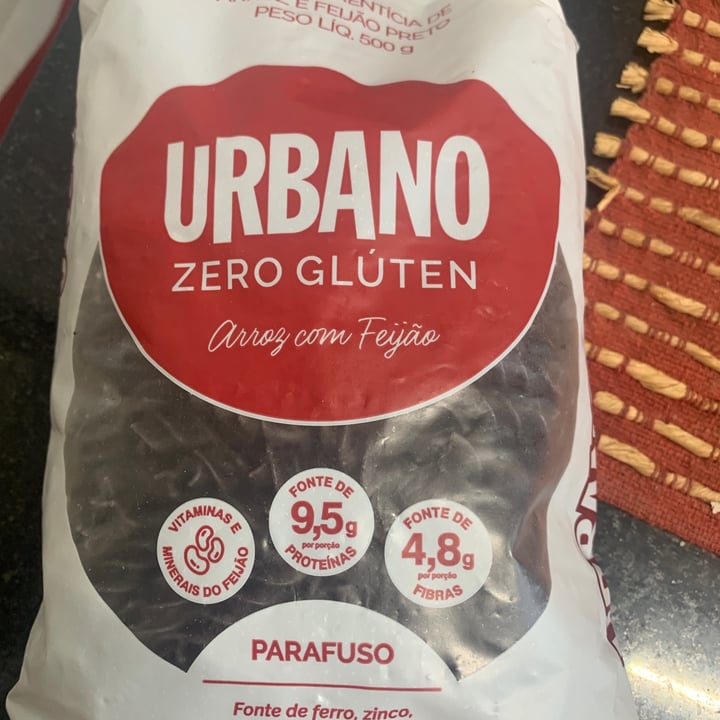 E FEIJÃO PRETO
PESO LÍQ. 500 g
URBANO
ZERO GLÚTEN
Arroz com Feijão
VITAMINAS E
MINERAIS DO FEIJÃO
FONTE DE
9,5g
por porção
PROTEÍNAS
FONTE DE
4,8g
por porção
FIBRAS
PARAFUSO
Fonte de ferro, zinco,